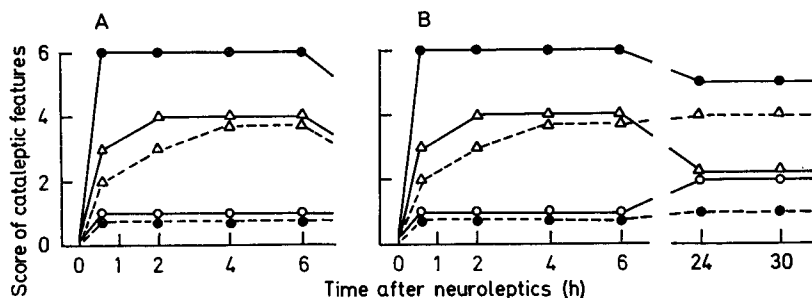 A
B
Score of cataleptic features
6
4
2
0
0 1 2 4 6
0 1 2 4 6 24 30
Time after neuroleptics (h)